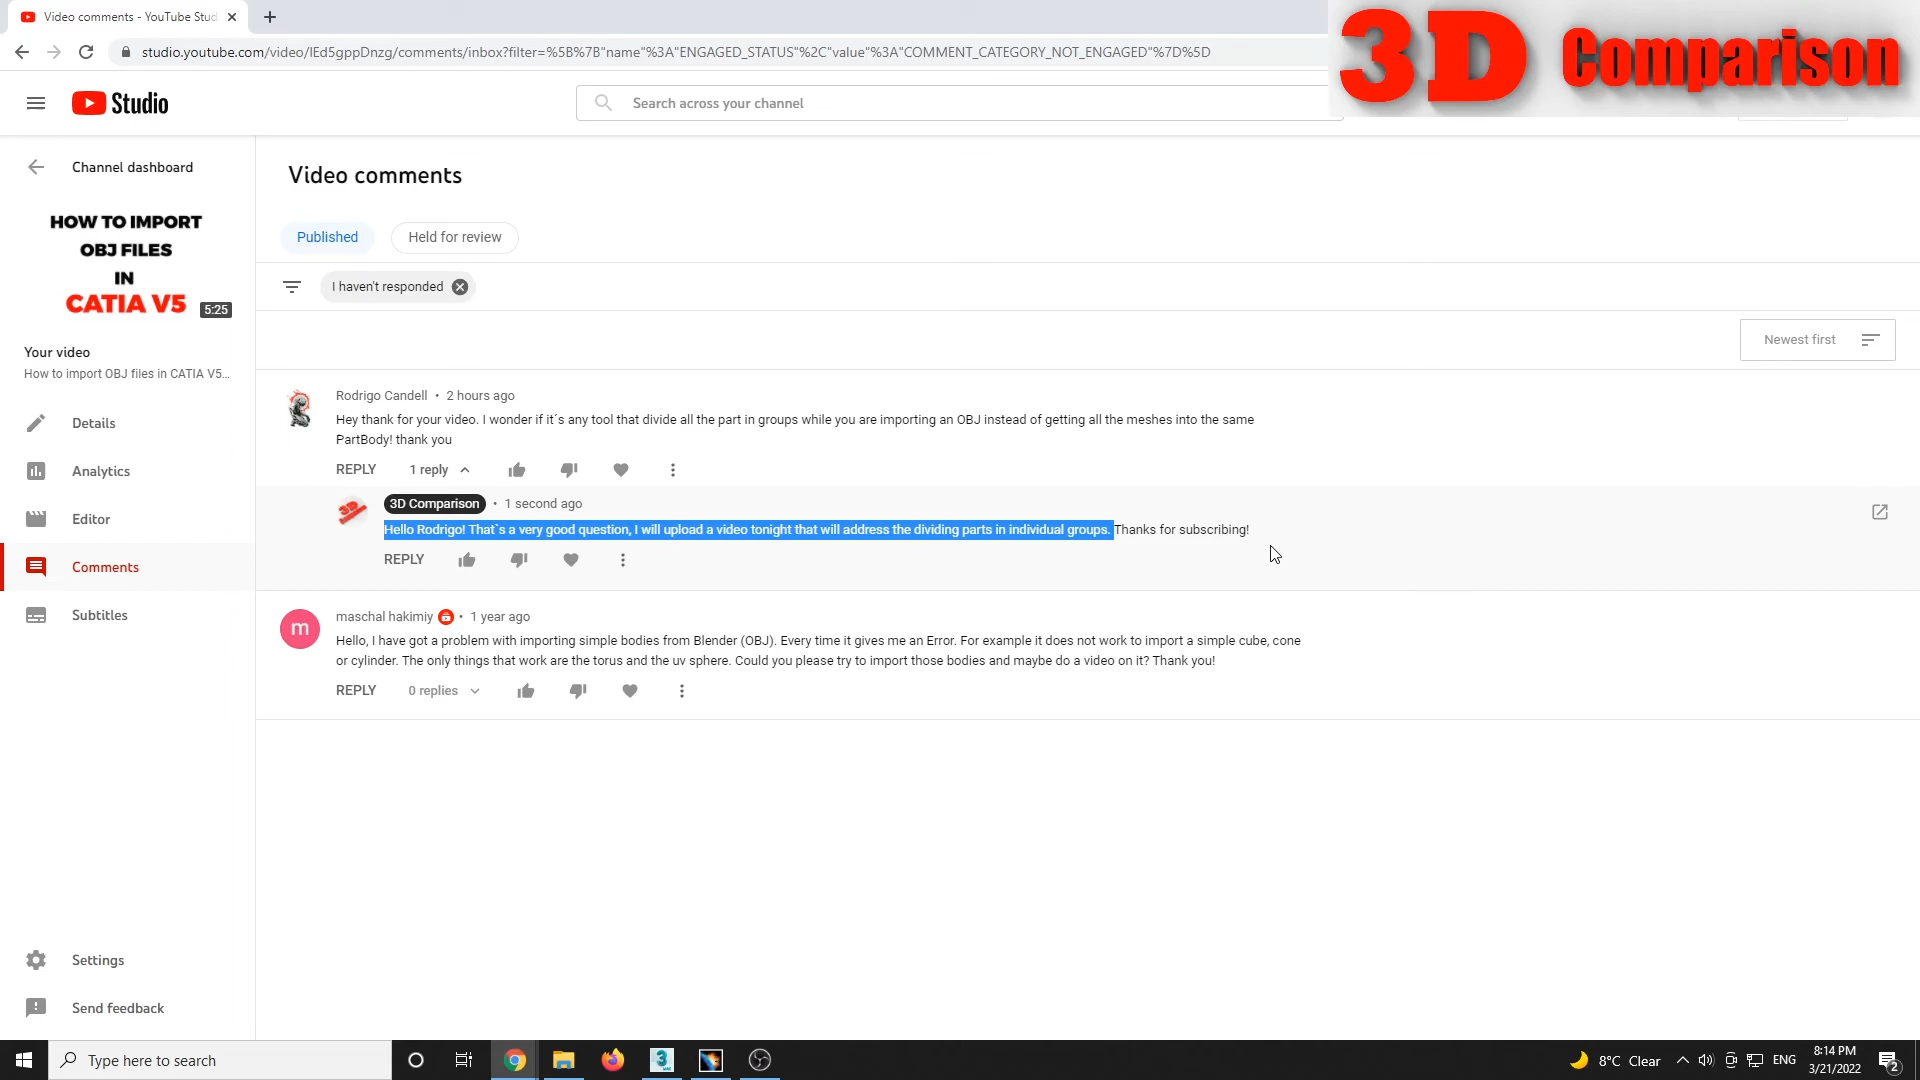 Video comments - YouTube Stud
3D Comparison
studio.youtube.com/video/lEd5gppDnzg/comments/inbox?filter=%5B%7B"name"%3A"ENGAGED_STATUS"%2C"value"%3A"COMMENT_CATEGORY_NOT_ENGAGED"%7D%5D
Studio
Search across your channel
Channel dashboard
HOW TO IMPORT
OBJ FILES
IN
CATIA V5
5:25
Your video
How to import OBJ files in CATIA V5...
Details
Analytics
Editor
Comments
Subtitles
Settings
Send feedback
Video comments
Published
Held for review
I haven't responded
Newest first
Rodrigo Candell • 2 hours ago
Hey thank for your video. I wonder if it´s any tool that divide all the part in groups while you are importing an OBJ instead of getting all the meshes into the same
PartBody! thank you
REPLY 1 reply
3D Comparison • 1 second ago
Hello Rodrigo! That`s a very good question, I will upload a video tonight that will address the dividing parts in individual groups. Thanks for subscribing!
REPLY
m
maschal hakimiy • 1 year ago
Hello, I have got a problem with importing simple bodies from Blender (OBJ). Every time it gives me an Error. For example it does not work to import a simple cube, cone
or cylinder. The only things that work are the torus and the uv sphere. Could you please try to import those bodies and maybe do a video on it? Thank you!
REPLY 0 replies
Type here to search
8°C Clear
ENG
8:14 PM
3/21/2022
2